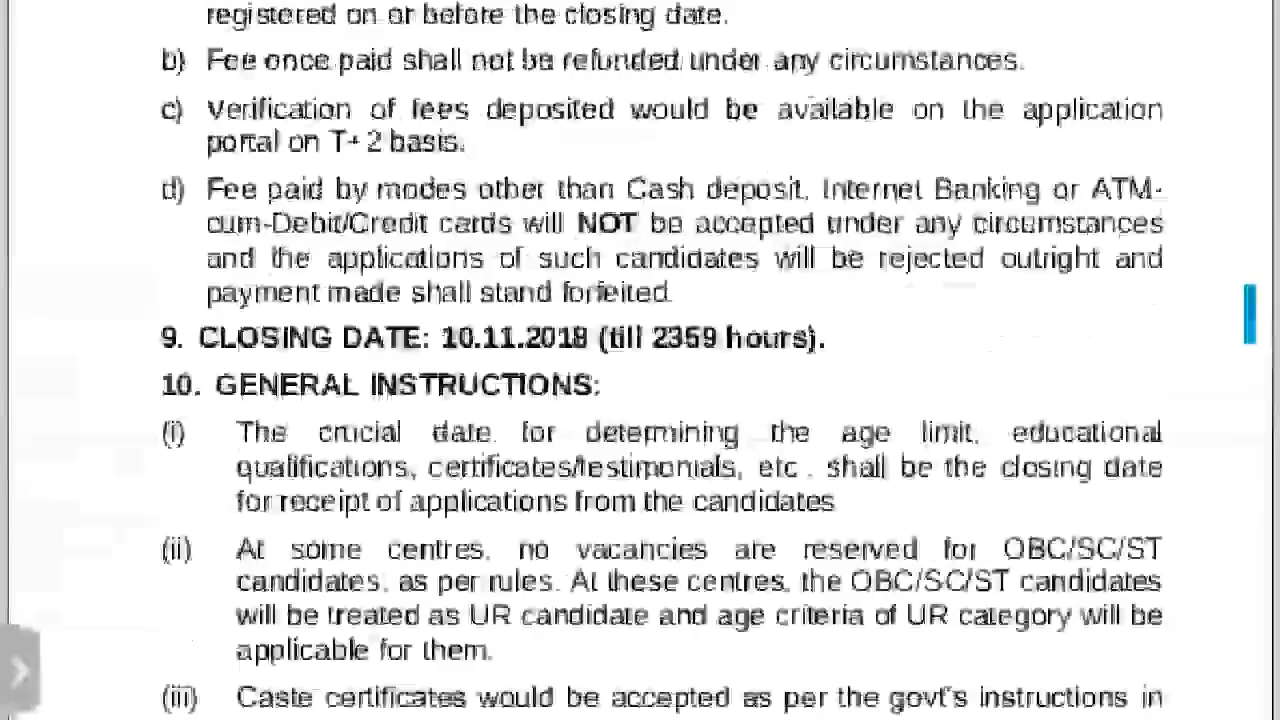 registered on or before the closing date.
b) Fee once paid shall not be refunded under any circumstances.
c) Verification of fees deposited would be available on the application
portal on T+2 basis.
d) Fee paid by modes other than Cash deposit, Internet Banking or ATM-
cum-Debit/Credit cards will NOT be accepted under any circumstances
and the applications of such candidates will be rejected outright and
payment made shall stand forfeited.
9. CLOSING DATE: 10.11.2018 (till 2359 hours).
10. GENERAL INSTRUCTIONS:
(i) The crucial date for determining the age limit, educational
qualifications, certificates/testimonials, etc., shall be the closing date
for receipt of applications from the candidates
(ii) At some centres, no vacancies are reserved for OBC/SC/ST
candidates, as per rules. At these centres, the OBC/SC/ST candidates
will be treated as UR candidate and age criteria of UR category will be
applicable for them.
(iii) Caste certificates would be accepted as per the govt's instructions in